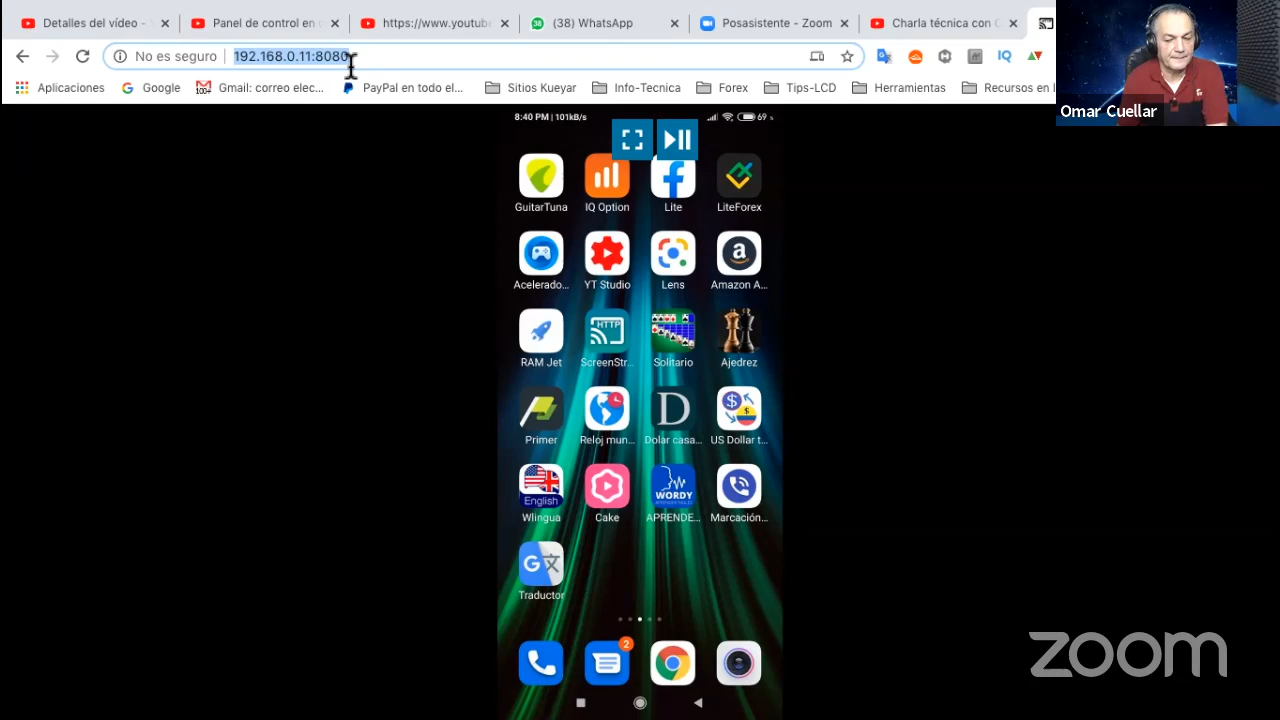 Detalles del vídeo -
Panel de control en
https://www.youtube
(38) WhatsApp
Posasistente - Zoom
Charla técnica con
No es seguro
192.168.0.11:8080
Aplicaciones
Google
Gmail: correo elec...
PayPal en todo el...
Sitios Kueyar
Info-Tecnica
Forex
Tips-LCD
Herramientas
Recursos en
Omar Cuellar
8:40 PM | 101kB/s
69
GuitarTuna
IQ Option
Lite
LiteForex
Acelerado...
YT Studio
Lens
Amazon A...
RAM Jet
HTTP
ScreenStr...
Solitario
Ajedrez
Primer
Reloj mun...
D
Dolar casa...
US Dollar t...
English
Wlingua
Cake
WORDY
APRENDE...
Marcación...
Traductor
2
zoom